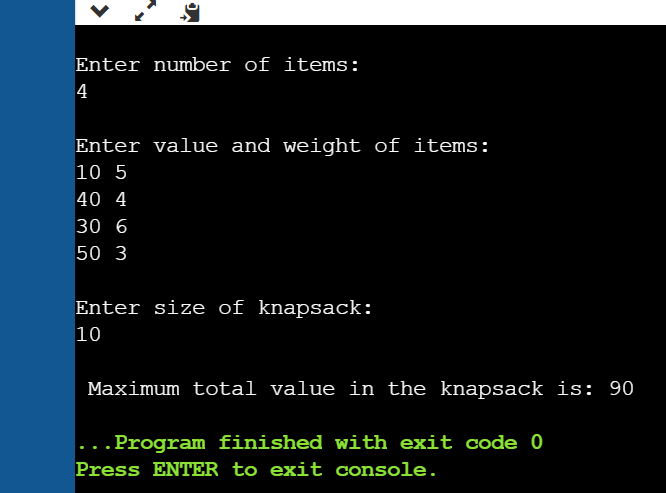 Enter number of items:
4
Enter value and weight of items:
10 5
40 4
30 6
50 3
Enter size of knapsack:
10
Maximum total value in the knapsack is: 90
...Program finished with exit code 0
Press ENTER to exit console.